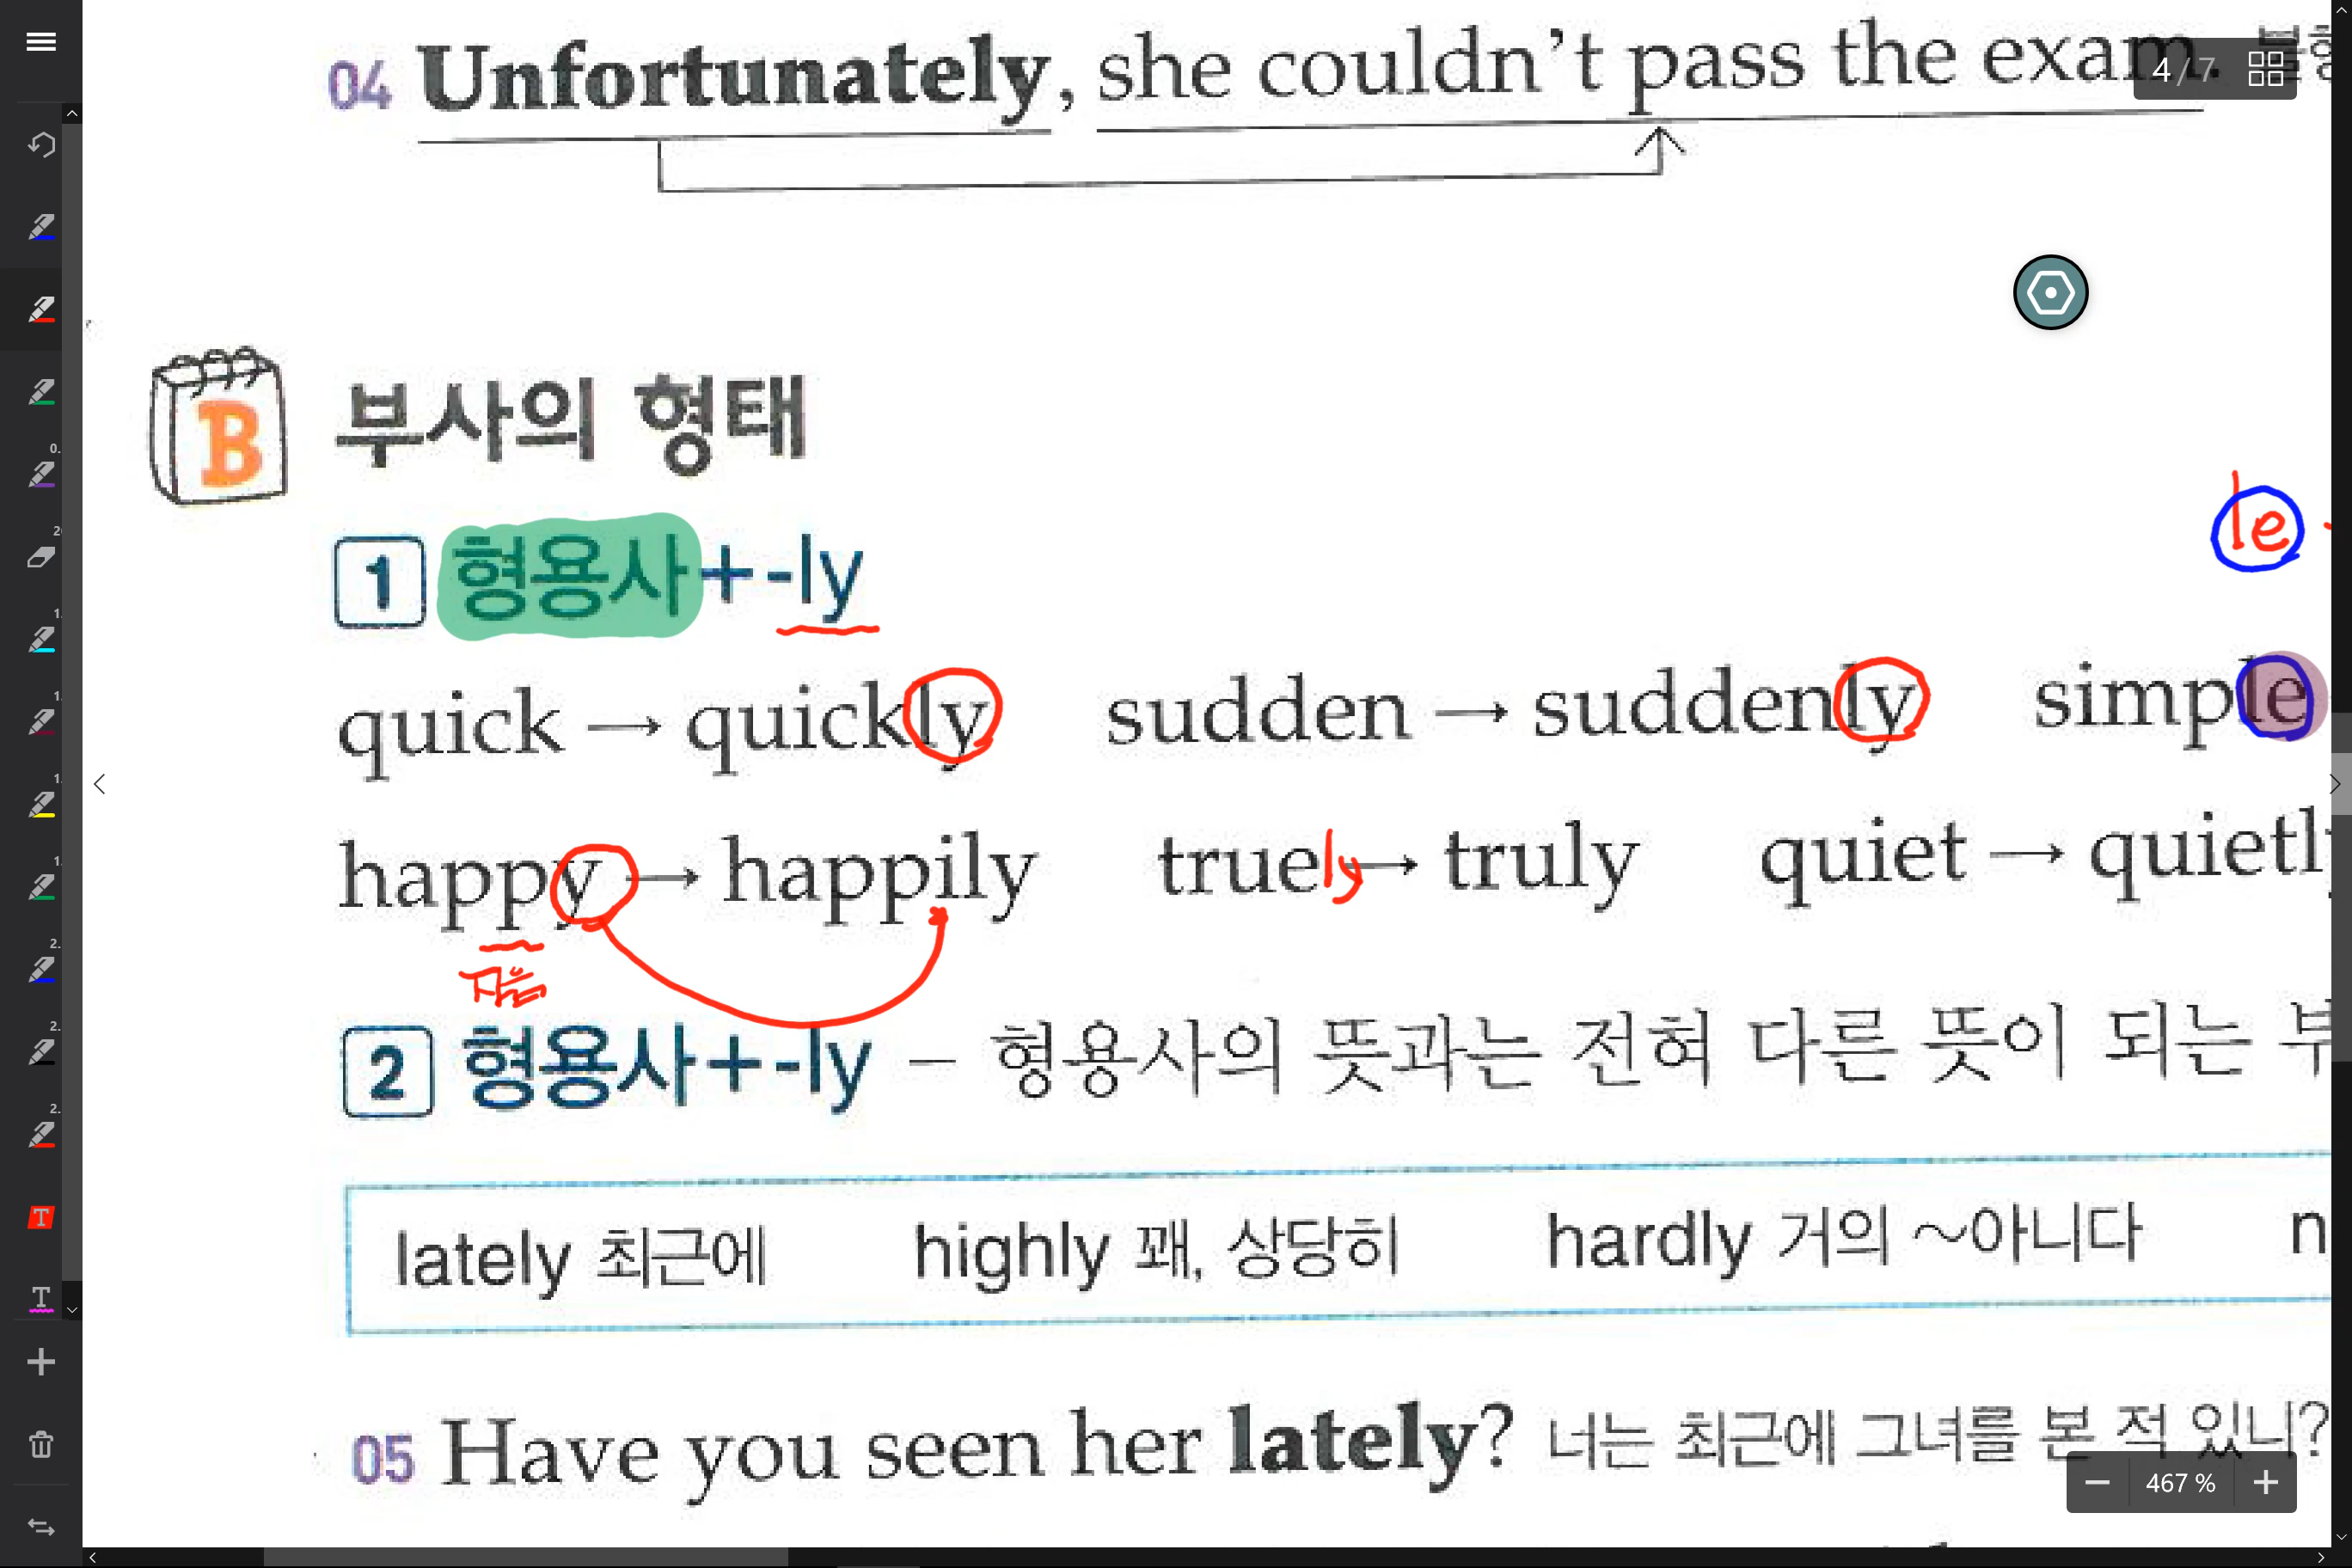 04 Unfortunately, she couldn't pass the exam.
4 / 7
B 부사의 형태
le
1 형용사+-ly
quick → quickly sudden → suddenly simple
happy → happily truely → truly quiet → quietly
자음
2 형용사+-ly – 형용사의 뜻과는 전혀 다른 뜻이 되는 부
lately 최근에 highly 꽤, 상당히 hardly 거의 ~아니다 n
05 Have you seen her lately? 너는 최근에 그녀를 본 적 있니?
467 %